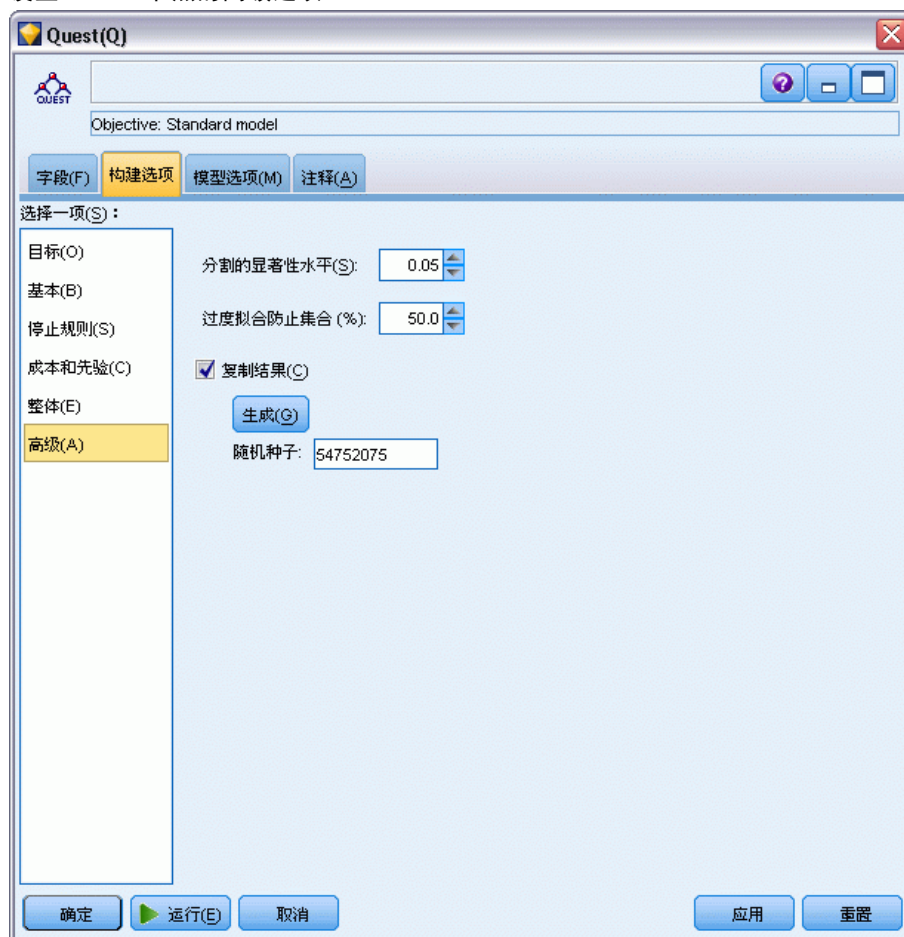 Quest(Q)
QUEST
Objective: Standard model
字段(F) 构建选项 模型选项(M) 注释(A)
选择一项(S)：
目标(O)
基本(B)
停止规则(S)
成本和先验(C)
整体(E)
高级(A)
分割的显著性水平(S): 0.05
过度拟合防止集合 (%): 50.0
复制结果(C)
生成(G)
随机种子: 54752075
确定 运行(E) 取消 应用 重置